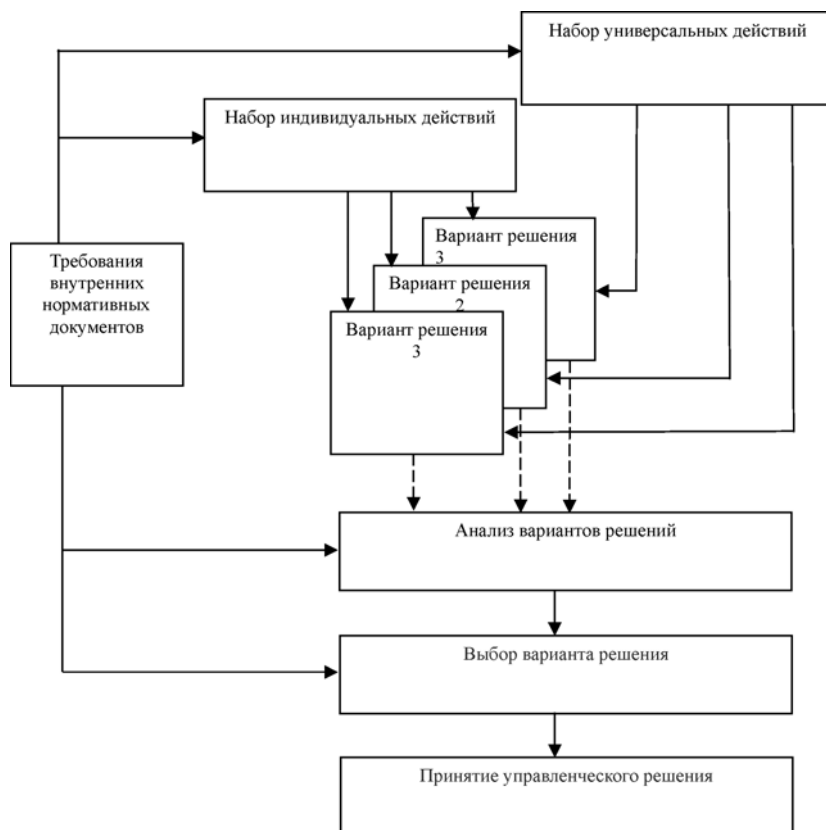 Набор универсальных действий
Набор индивидуальных действий
Вариант решения
3
Требования
внутренних
нормативных
документов
Вариант решения
2
Вариант решения
3
Анализ вариантов решений
Выбор варианта решения
Принятие управленческого решения